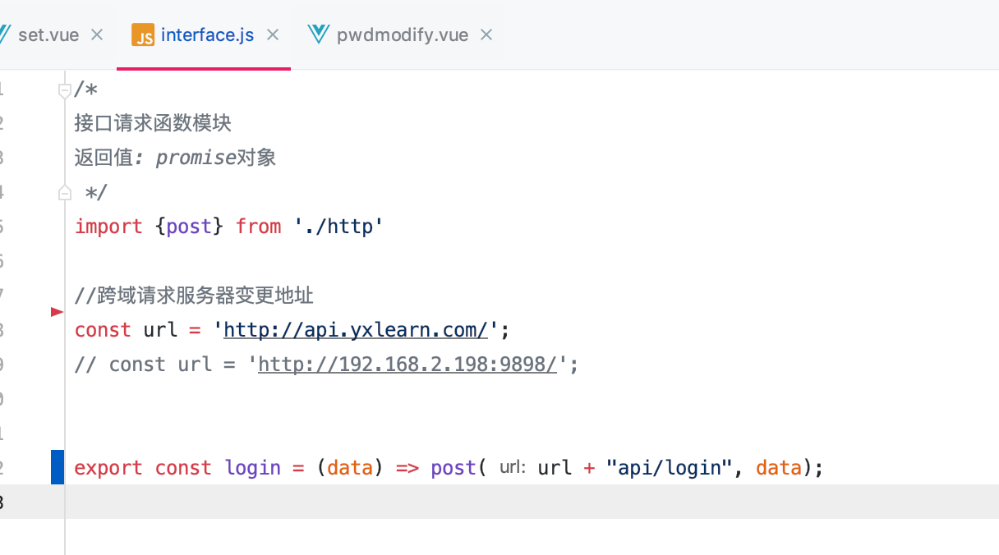 set.vue
JS interface.js
pwdmodify.vue
/*
接口请求函数模块
返回值: promise对象
*/
import {post} from './http'
//跨域请求服务器变更地址
const url = 'http://api.yxlearn.com/';
// const url = 'http://192.168.2.198:9898/';
export const login = (data) => post( url: url + "api/login", data);